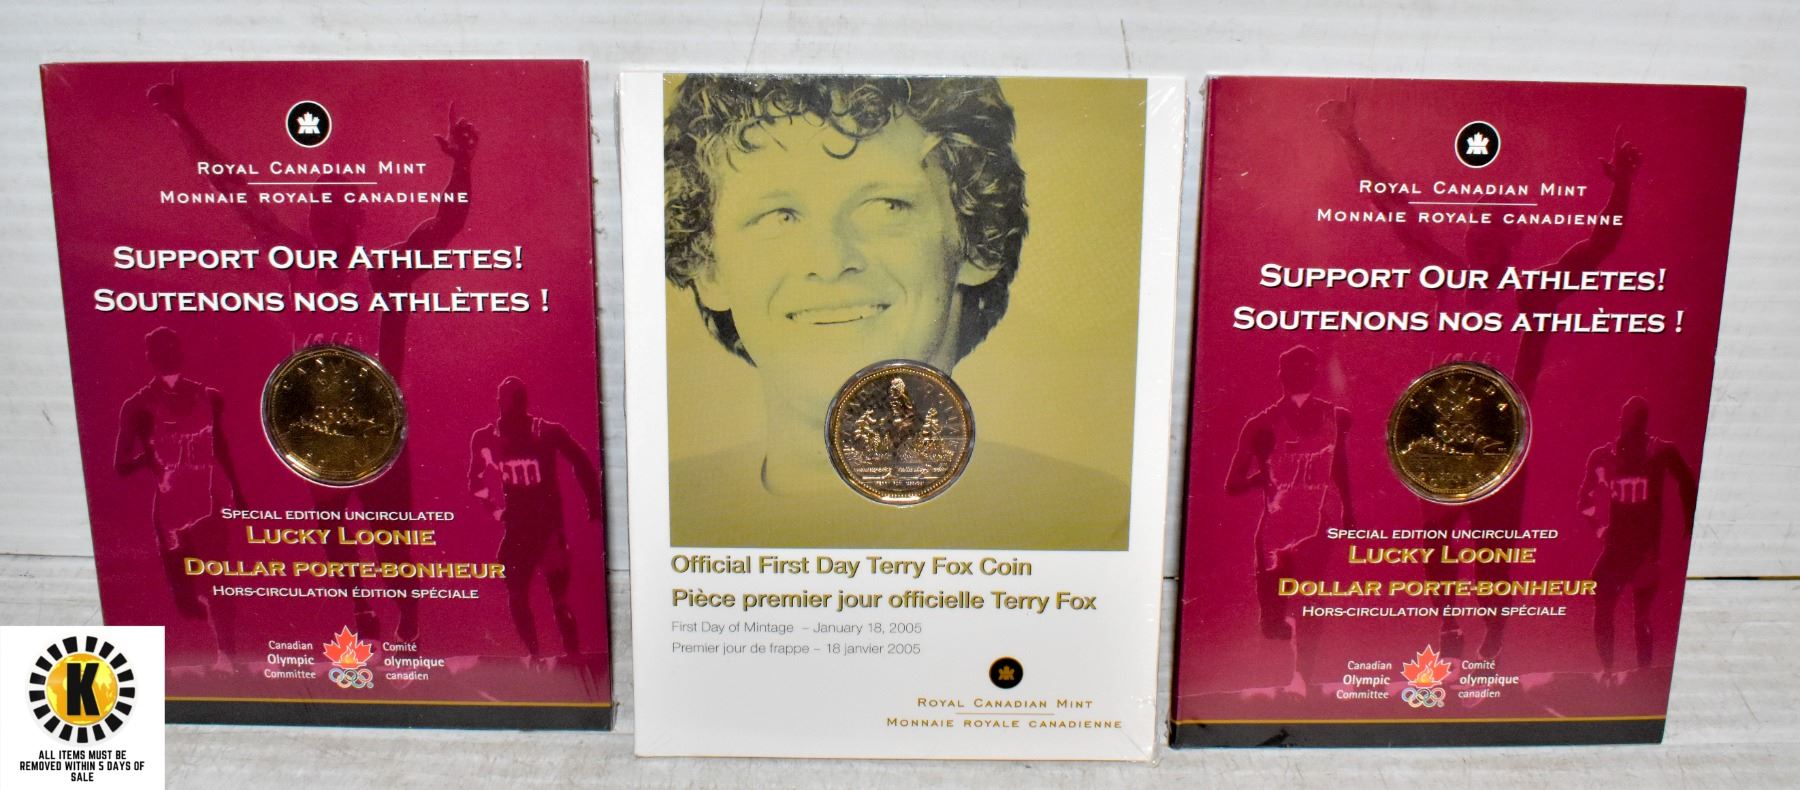 ROYAL CANADIAN MINT
MONNAIE ROYALE CANADIENNE
SUPPORT OUR ATHLETES!
SOUTENONS NOS ATHLÈTES !
CANADA
SPECIAL EDITION UNCIRCULATED
LUCKY LOONIE
DOLLAR PORTE-BONHEUR
HORS-CIRCULATION ÉDITION SPÉCIALE
Canadian Olympic Committee
Comité olympique canadien
Official First Day Terry Fox Coin
Pièce premier jour officielle Terry Fox
First Day of Mintage – January 18, 2005
Premier jour de frappe – 18 janvier 2005
ROYAL CANADIAN MINT
MONNAIE ROYALE CANADIENNE
ROYAL CANADIAN MINT
MONNAIE ROYALE CANADIENNE
SUPPORT OUR ATHLETES!
SOUTENONS NOS ATHLÈTES !
CANADA
SPECIAL EDITION UNCIRCULATED
LUCKY LOONIE
DOLLAR PORTE-BONHEUR
HORS-CIRCULATION ÉDITION SPÉCIALE
Canadian Olympic Committee
Comité olympique canadien
K
ALL ITEMS MUST BE
REMOVED WITHIN 5 DAYS OF
SALE